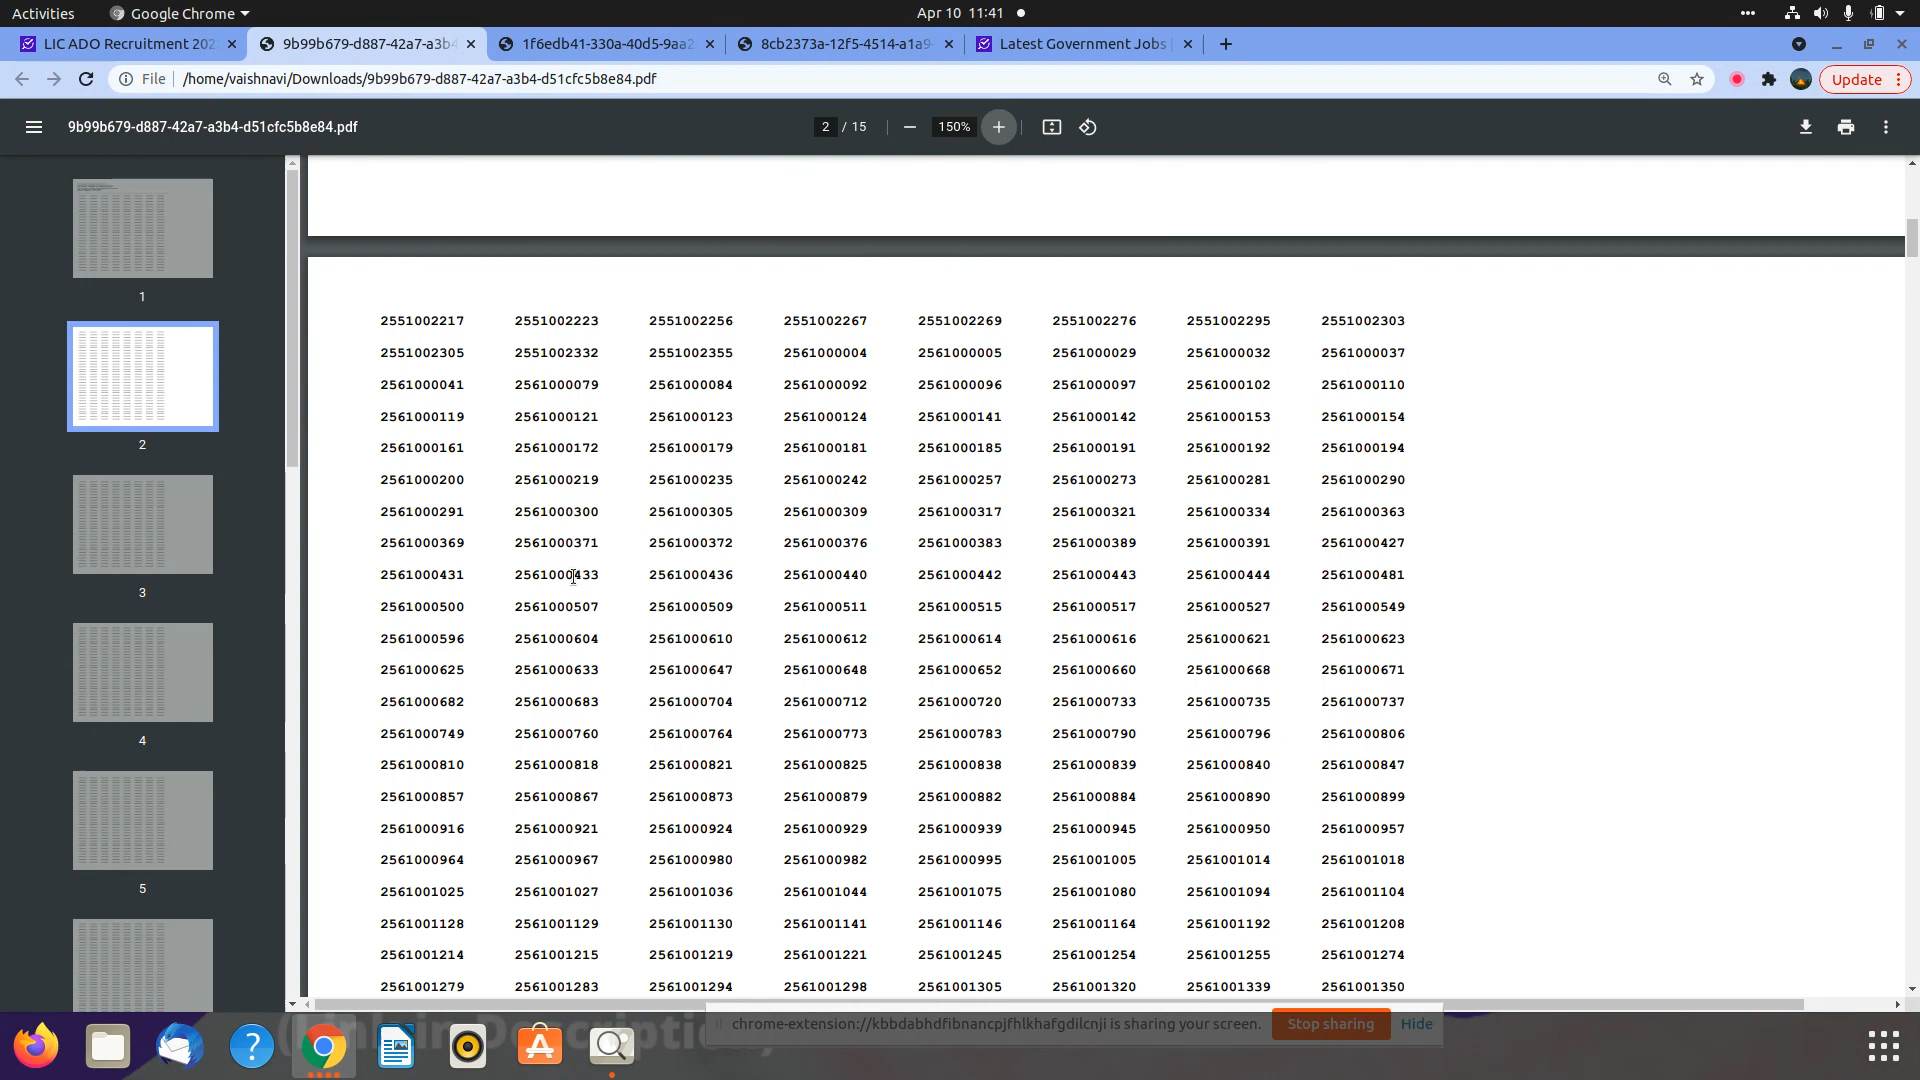 Activities Google Chrome Apr 10 11:41
LIC ADO Recruitment 202 9b99b679-d887-42a7-a3b4- 1f6edb41-330a-40d5-9aa2 8cb2373a-12f5-4514-a1a9- Latest Government Jobs
File /home/vaishnavi/Downloads/9b99b679-d887-42a7-a3b4-d51cfc5b8e84.pdf Update
9b99b679-d887-42a7-a3b4-d51cfc5b8e84.pdf 2 / 15 150%
1
2
3
4
5
2551002217 2551002223 2551002256 2551002267 2551002269 2551002276 2551002295 2551002303
2551002305 2551002332 2551002355 2561000004 2561000005 2561000029 2561000032 2561000037
2561000041 2561000079 2561000084 2561000092 2561000096 2561000097 2561000102 2561000110
2561000119 2561000121 2561000123 2561000124 2561000141 2561000142 2561000153 2561000154
2561000161 2561000172 2561000179 2561000181 2561000185 2561000191 2561000192 2561000194
2561000200 2561000219 2561000235 2561000242 2561000257 2561000273 2561000281 2561000290
2561000291 2561000300 2561000305 2561000309 2561000317 2561000321 2561000334 2561000363
2561000369 2561000371 2561000372 2561000376 2561000383 2561000389 2561000391 2561000427
2561000431 2561000433 2561000436 2561000440 2561000442 2561000443 2561000444 2561000481
2561000500 2561000507 2561000509 2561000511 2561000515 2561000517 2561000527 2561000549
2561000596 2561000604 2561000610 2561000612 2561000614 2561000616 2561000621 2561000623
2561000625 2561000633 2561000647 2561000648 2561000652 2561000660 2561000668 2561000671
2561000682 2561000683 2561000704 2561000712 2561000720 2561000733 2561000735 2561000737
2561000749 2561000760 2561000764 2561000773 2561000783 2561000790 2561000796 2561000806
2561000810 2561000818 2561000821 2561000825 2561000838 2561000839 2561000840 2561000847
2561000857 2561000867 2561000873 2561000879 2561000882 2561000884 2561000890 2561000899
2561000916 2561000921 2561000924 2561000929 2561000939 2561000945 2561000950 2561000957
2561000964 2561000967 2561000980 2561000982 2561000995 2561001005 2561001014 2561001018
2561001025 2561001027 2561001036 2561001044 2561001075 2561001080 2561001094 2561001104
2561001128 2561001129 2561001130 2561001141 2561001146 2561001164 2561001192 2561001208
2561001214 2561001215 2561001219 2561001221 2561001245 2561001254 2561001255 2561001274
2561001279 2561001283 2561001294 2561001298 2561001305 2561001320 2561001339 2561001350
chrome-extension://kbbdabhdfibnancpjfhlkhafgdilcnji is sharing your screen. Stop sharing Hide